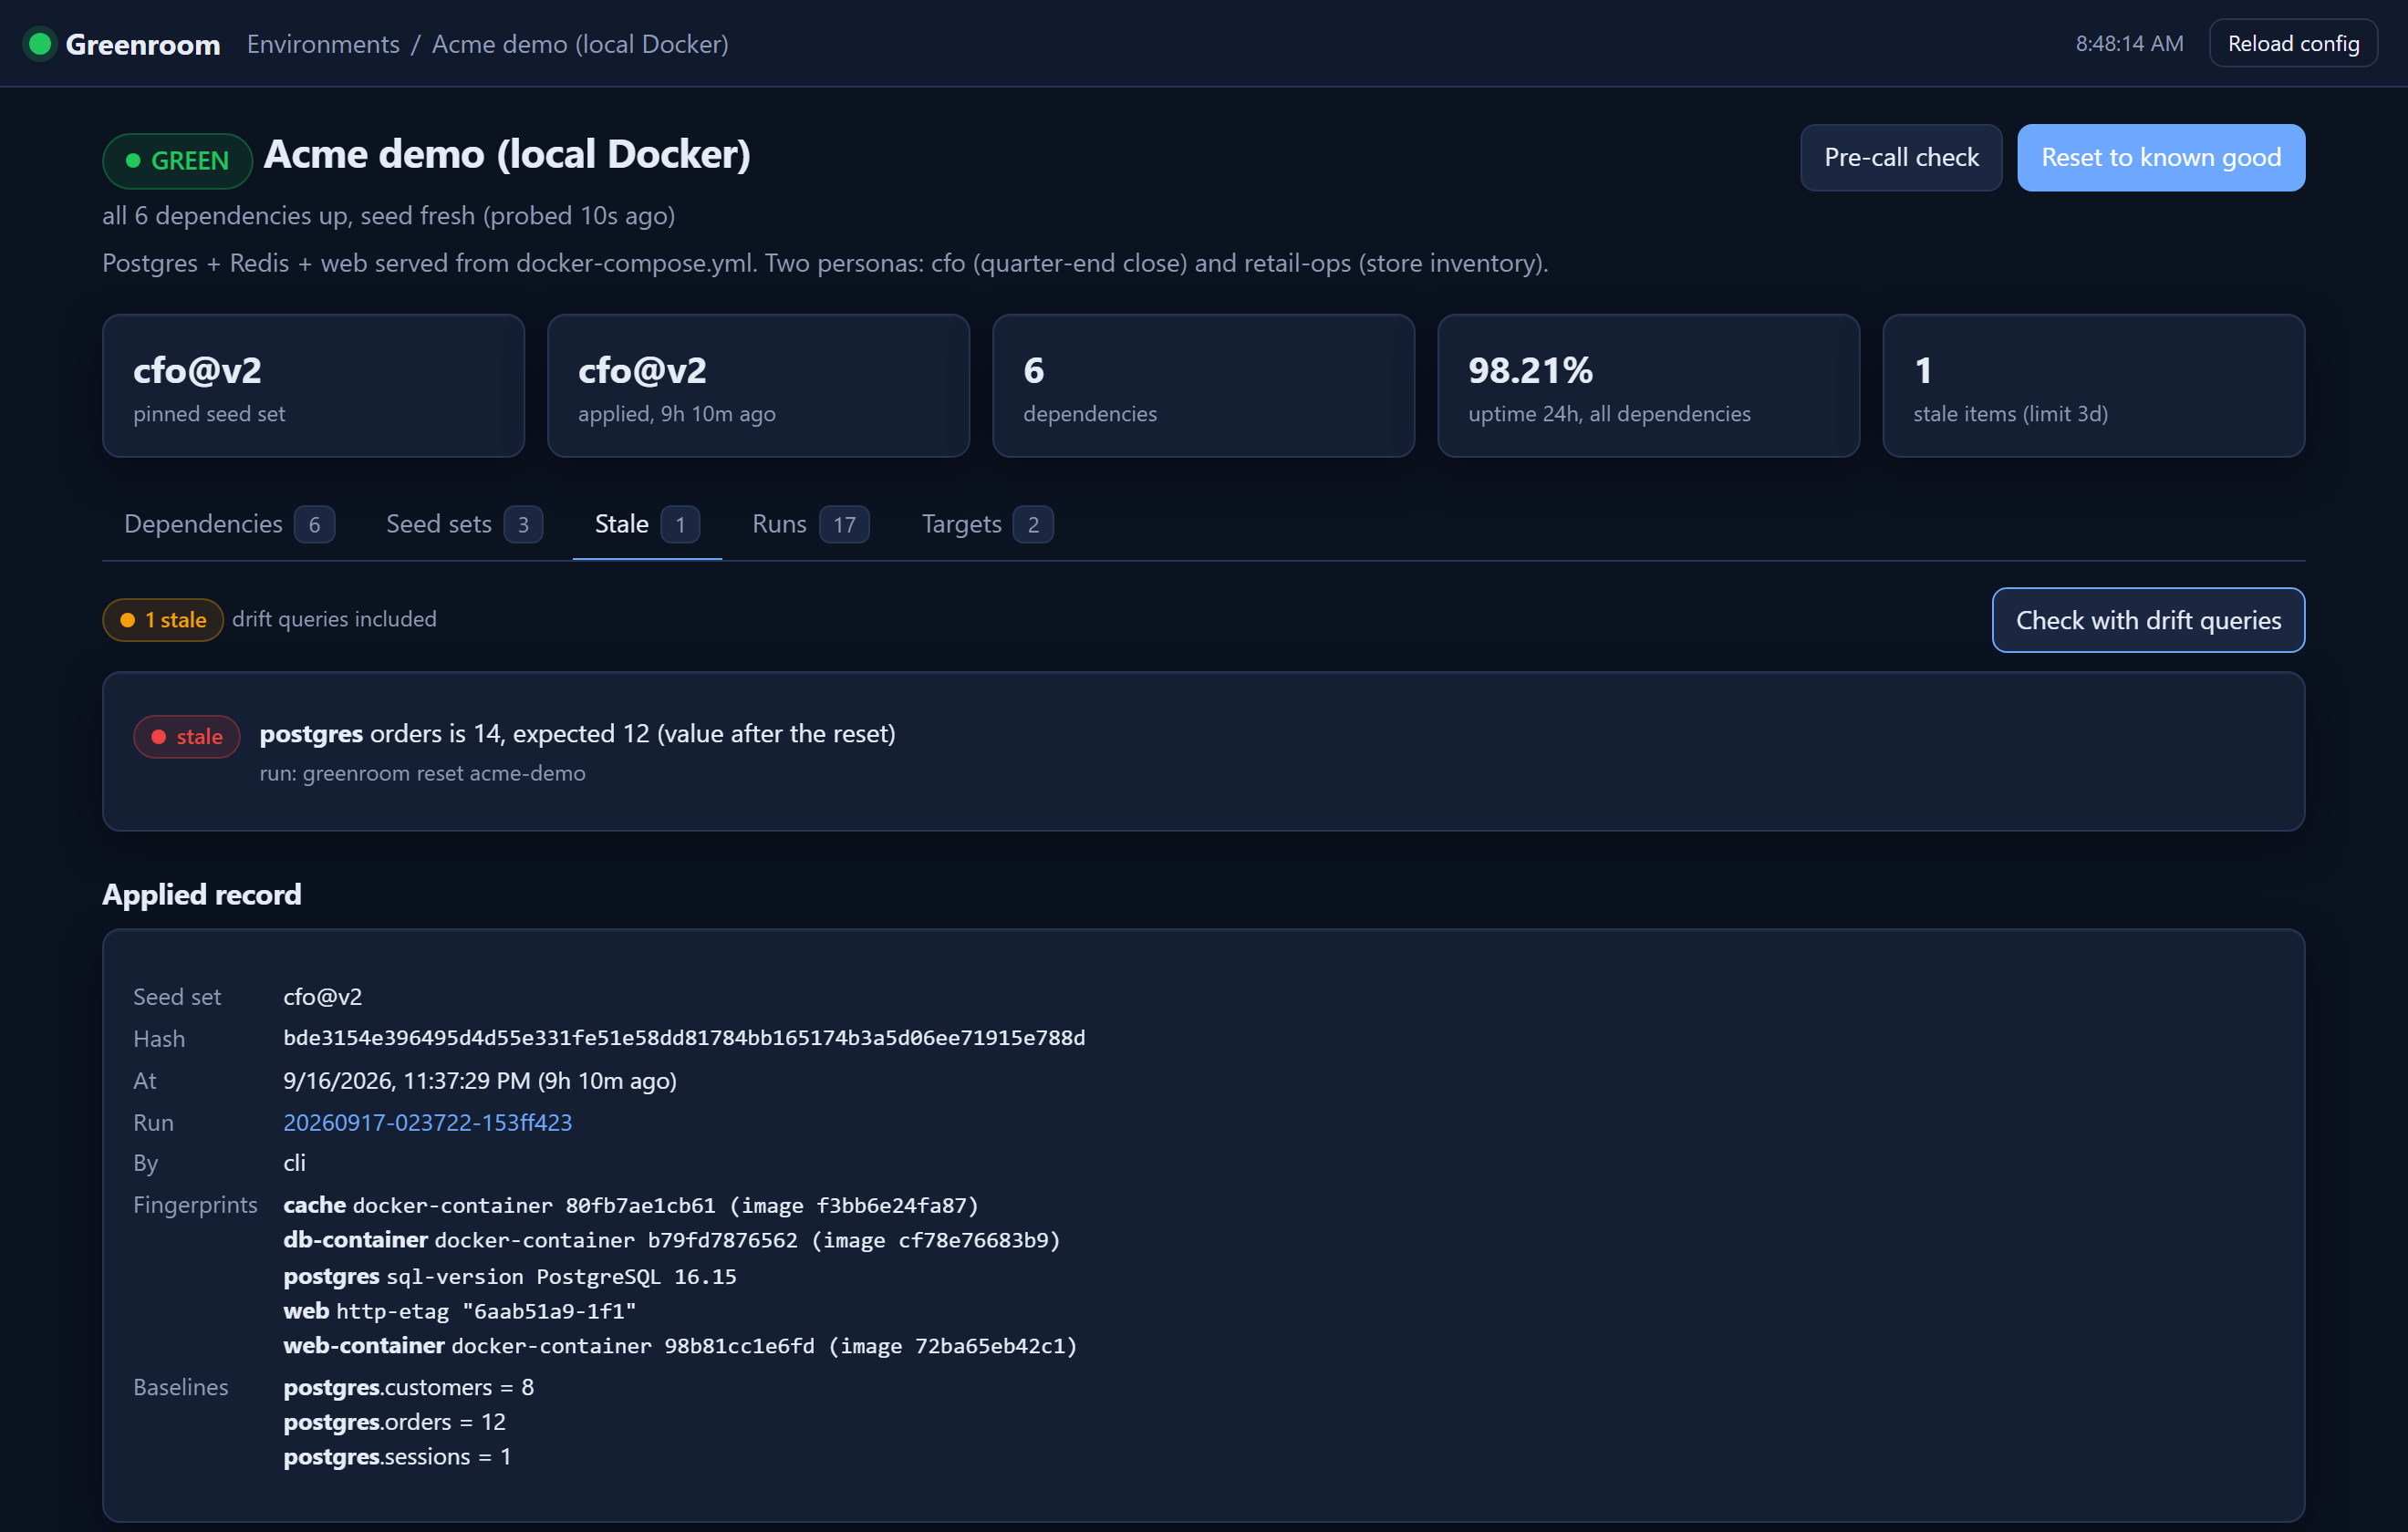 Greenroom Environments / Acme demo (local Docker) 8:48:14 AM Reload config
GREEN Acme demo (local Docker) Pre-call check Reset to known good
all 6 dependencies up, seed fresh (probed 10s ago)
Postgres + Redis + web served from docker-compose.yml. Two personas: cfo (quarter-end close) and retail-ops (store inventory).
cfo@v2
pinned seed set
cfo@v2
applied, 9h 10m ago
6
dependencies
98.21%
uptime 24h, all dependencies
1
stale items (limit 3d)
Dependencies 6 Seed sets 3 Stale 1 Runs 17 Targets 2
1 stale drift queries included Check with drift queries
stale postgres orders is 14, expected 12 (value after the reset)
run: greenroom reset acme-demo
Applied record
Seed set cfo@v2
Hash bde3154e396495d4d55e331fe51e58dd81784bb165174b3a5d06ee71915e788d
At 9/16/2026, 11:37:29 PM (9h 10m ago)
Run 20260917-023722-153ff423
By cli
Fingerprints cache docker-container 80fb7ae1cb61 (image f3bb6e24fa87)
db-container docker-container b79fd7876562 (image cf78e76683b9)
postgres sql-version PostgreSQL 16.15
web http-etag "6aab51a9-1f1"
web-container docker-container 98b81cc1e6fd (image 72ba65eb42c1)
Baselines postgres.customers = 8
postgres.orders = 12
postgres.sessions = 1